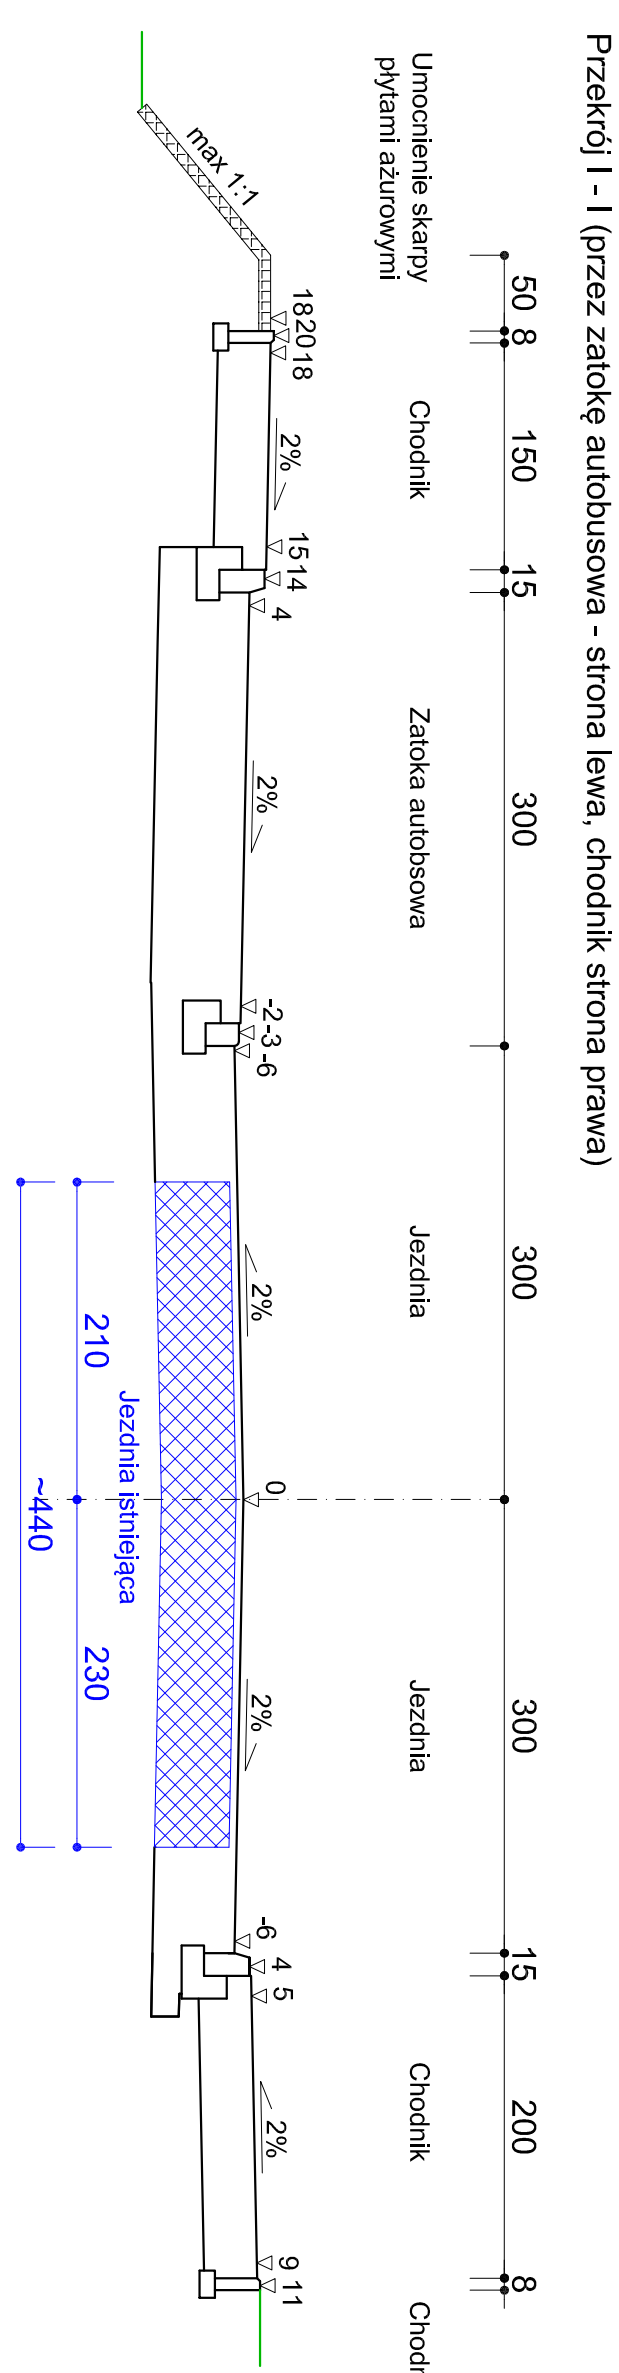 Przekrój I - I (przez zatokę autobusowa - strona lewa, chodnik strona prawa)
50 8 150 15 300 300 300 15 200 8
Umocnienie skarpy
płytami ażurowymi
Chodnik
Zatoka autobsowa
Jezdnia
Jezdnia
Chodnik
Chodn
max 1:1
18 20 18
2%
15 14 4
2%
-2 -3 -6
2%
0
2%
-6 4 5
2%
9 11
Jezdnia istniejąca
210 230
~440